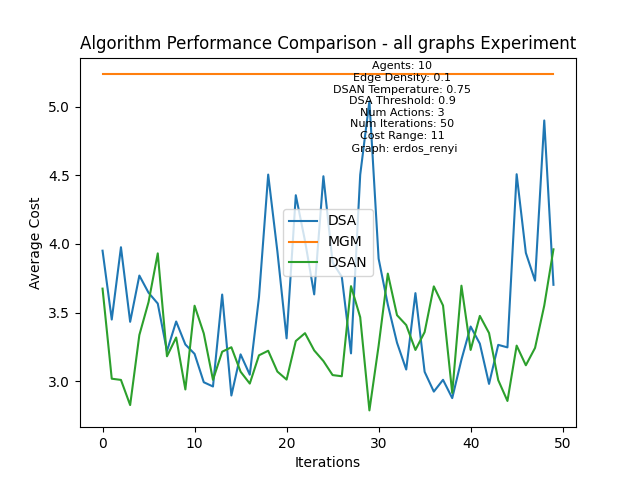 Algorithm Performance Comparison - all graphs Experiment
Agents: 10
Edge Density: 0.1
DSAN Temperature: 0.75
DSA Threshold: 0.9
Num Actions: 3
Num Iterations: 50
Cost Range: 11
Graph: erdos_renyi
DSA
MGM
DSAN
Average Cost
5.0
4.5
4.0
3.5
3.0
0
10
20
30
40
50
Iterations